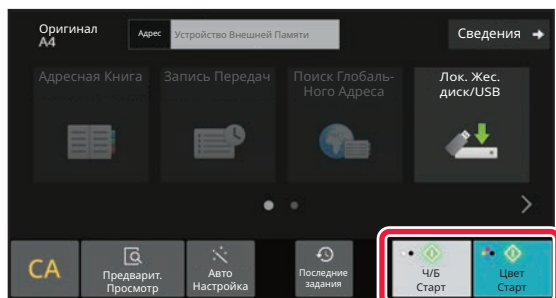 Оригинал
A4
Адрес
Устройство Внешней Памяти
Сведения
Адресная Книга
Запись Передач
Поиск Глобаль-
Ного Адреса
Лок. Жес.
диск/USB
CA
Предварит.
Просмотр
Авто
Настройка
Последние
задания
Ч/Б
Старт
Цвет
Старт